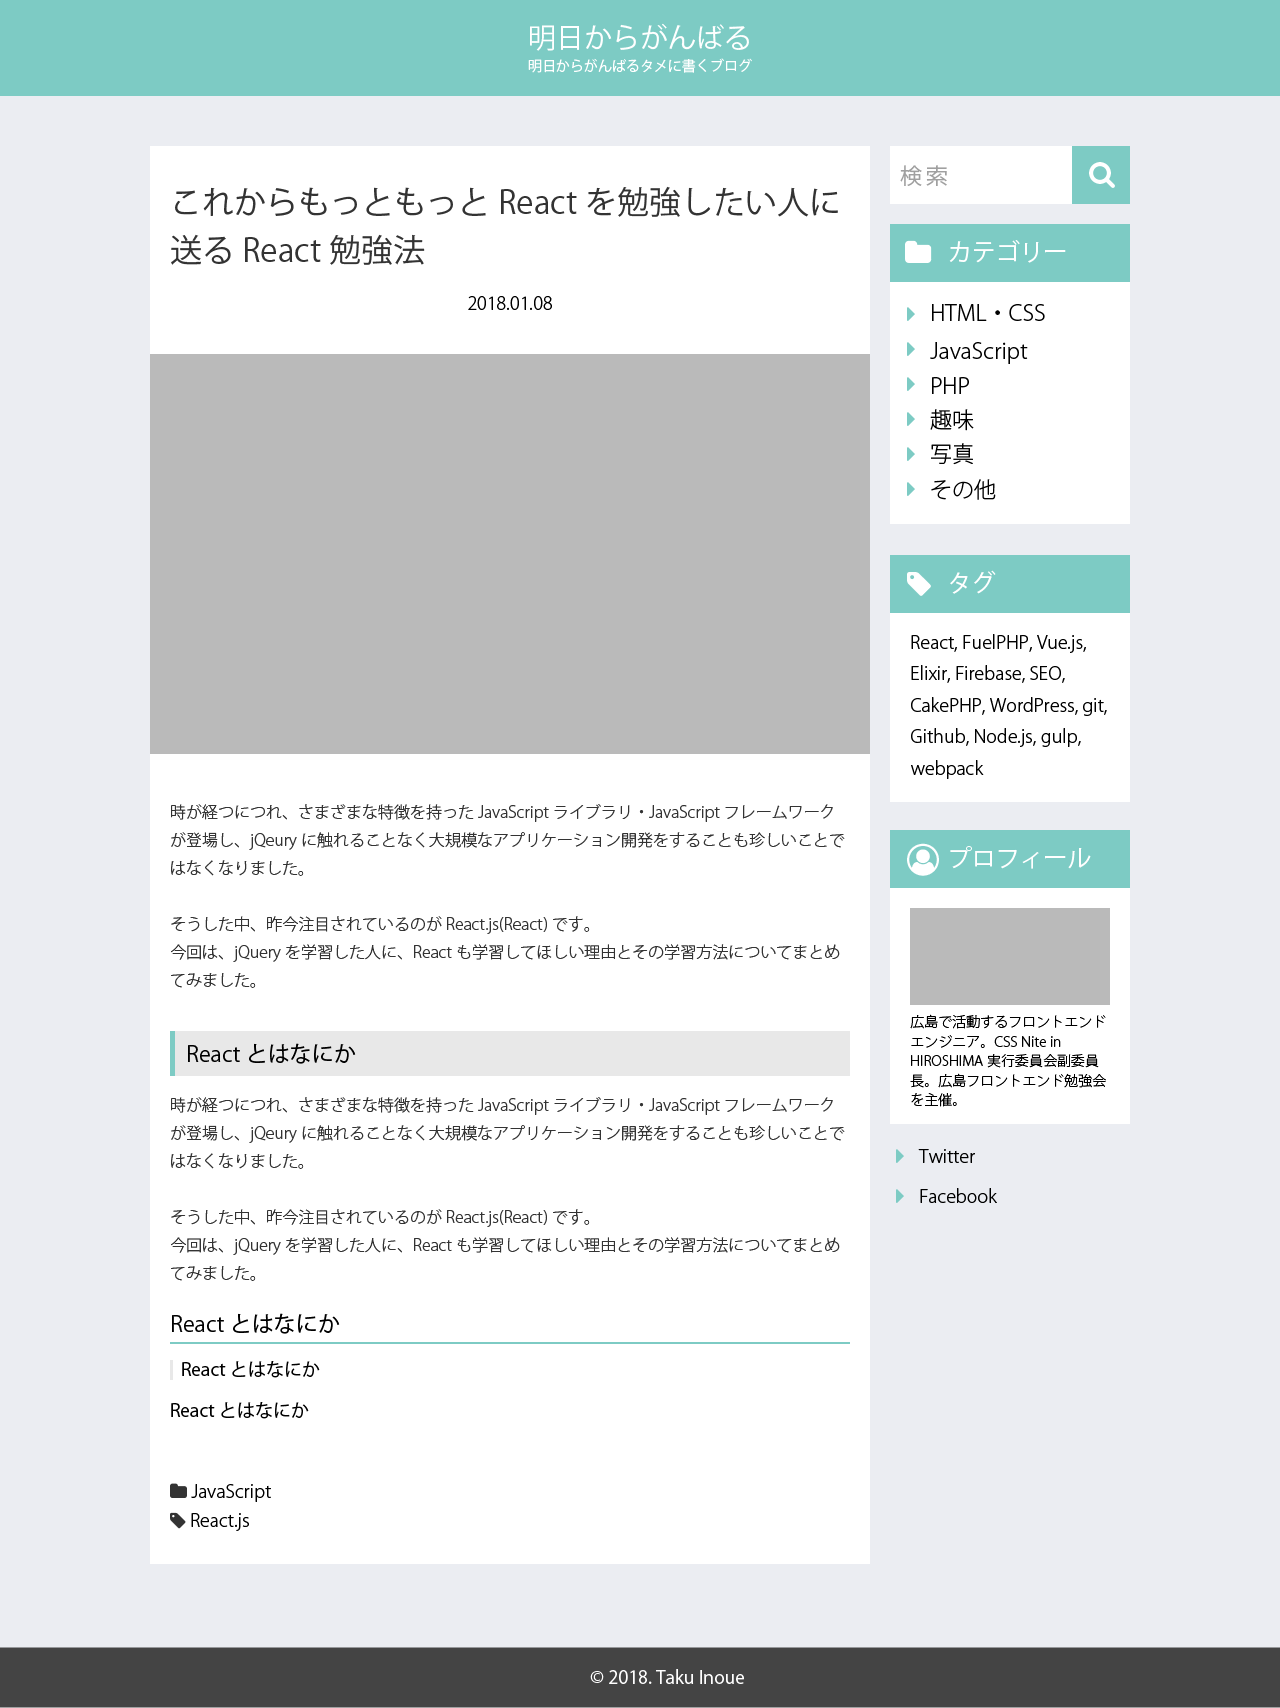 明日からがんばる
明日からがんばるタメに書くブログ
これからもっともっと React を勉強したい人に
送る React 勉強法
2018.01.08
時が経つにつれ、さまざまな特徴を持った JavaScript ライブラリ・JavaScript フレームワーク
が登場し、jQeury に触れることなく大規模なアプリケーション開発をすることも珍しいことで
はなくなりました。
そうした中、昨今注目されているのが React.js(React) です。
今回は、jQuery を学習した人に、React も学習してほしい理由とその学習方法についてまとめ
てみました。
React とはなにか
時が経つにつれ、さまざまな特徴を持った JavaScript ライブラリ・JavaScript フレームワーク
が登場し、jQeury に触れることなく大規模なアプリケーション開発をすることも珍しいことで
はなくなりました。
そうした中、昨今注目されているのが React.js(React) です。
今回は、jQuery を学習した人に、React も学習してほしい理由とその学習方法についてまとめ
てみました。
React とはなにか
React とはなにか
React とはなにか
JavaScript
React.js
検索
カテゴリー
HTML・CSS
JavaScript
PHP
趣味
写真
その他
タグ
React, FuelPHP, Vue.js,
Elixir, Firebase, SEO,
CakePHP, WordPress, git,
Github, Node.js, gulp,
webpack
プロフィール
広島で活動するフロントエンド
エンジニア。CSS Nite in
HIROSHIMA 実行委員会副委員
長。広島フロントエンド勉強会
を主催。
Twitter
Facebook
© 2018. Taku Inoue